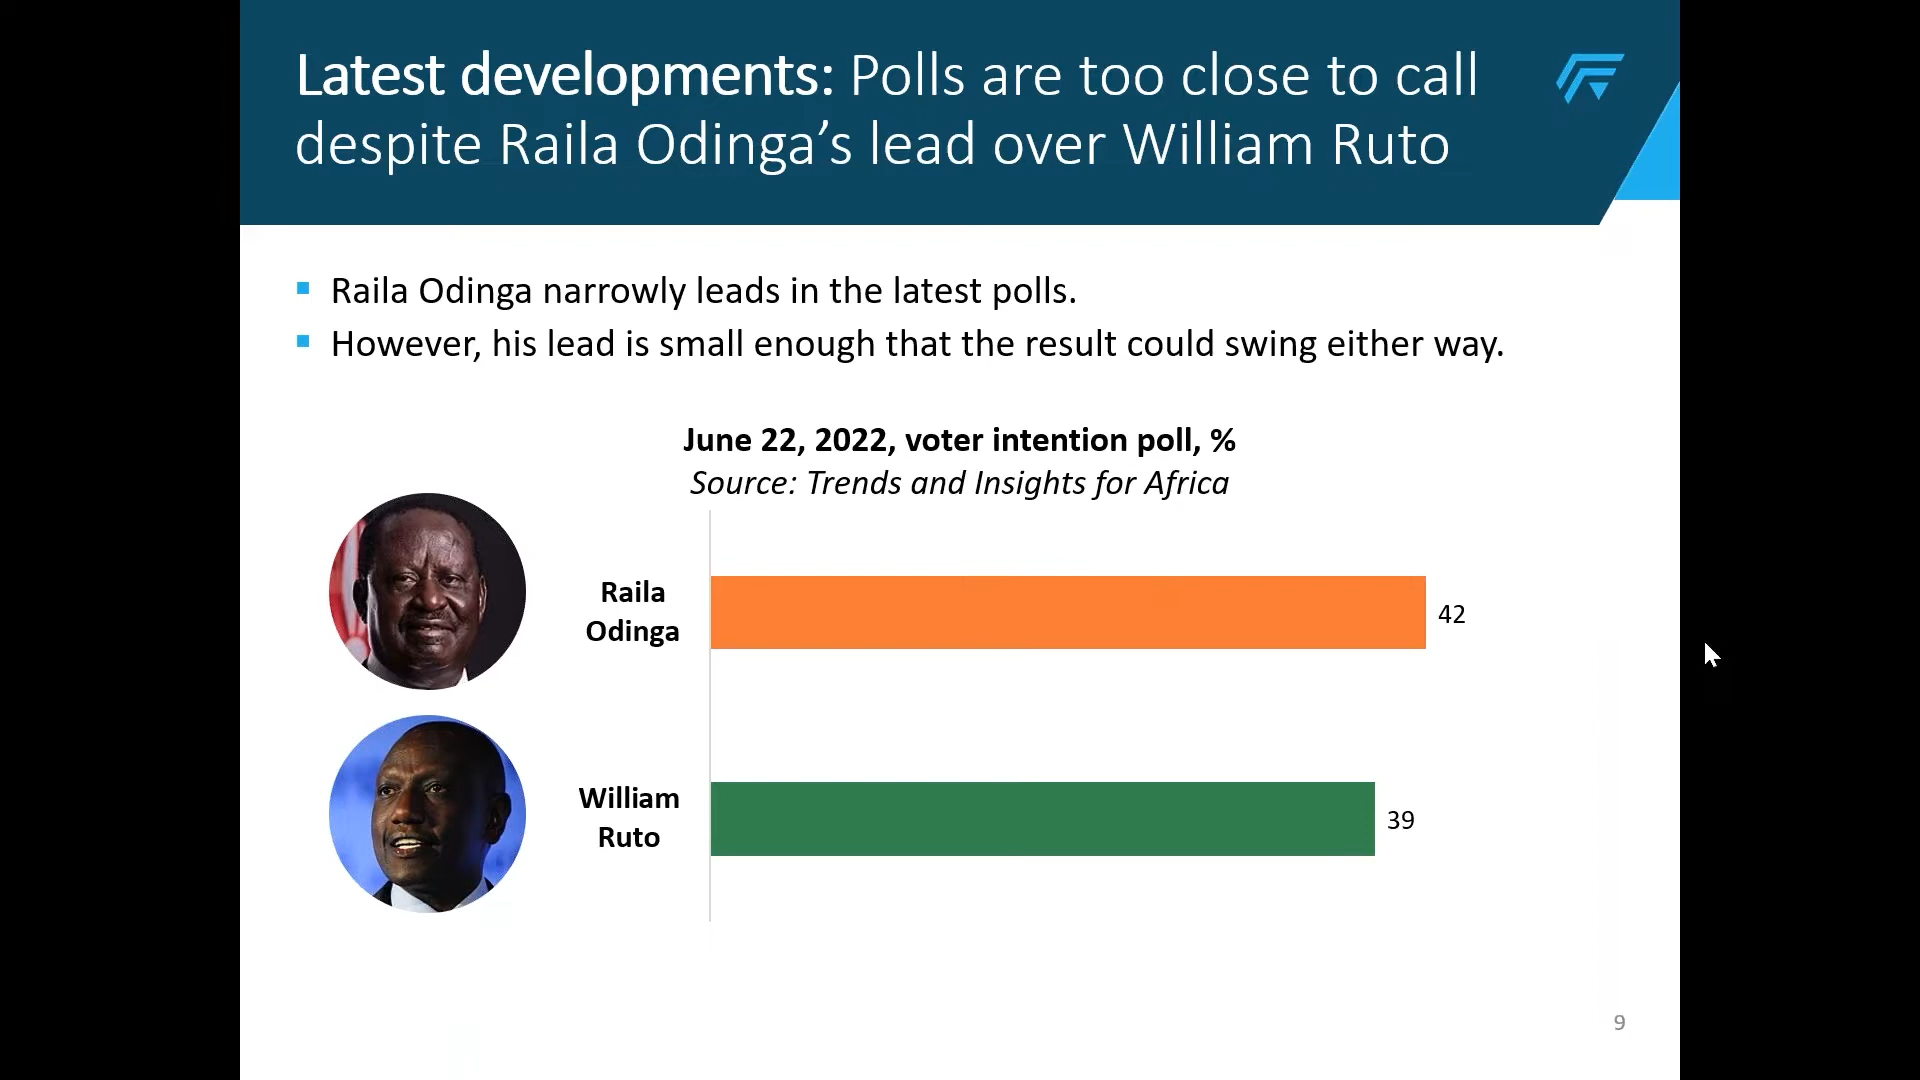 Latest developments: Polls are too close to call
despite Raila Odinga’s lead over William Ruto
Raila Odinga narrowly leads in the latest polls.
However, his lead is small enough that the result could swing either way.
June 22, 2022, voter intention poll, %
Source: Trends and Insights for Africa
Raila
Odinga
42
William
Ruto
39
9